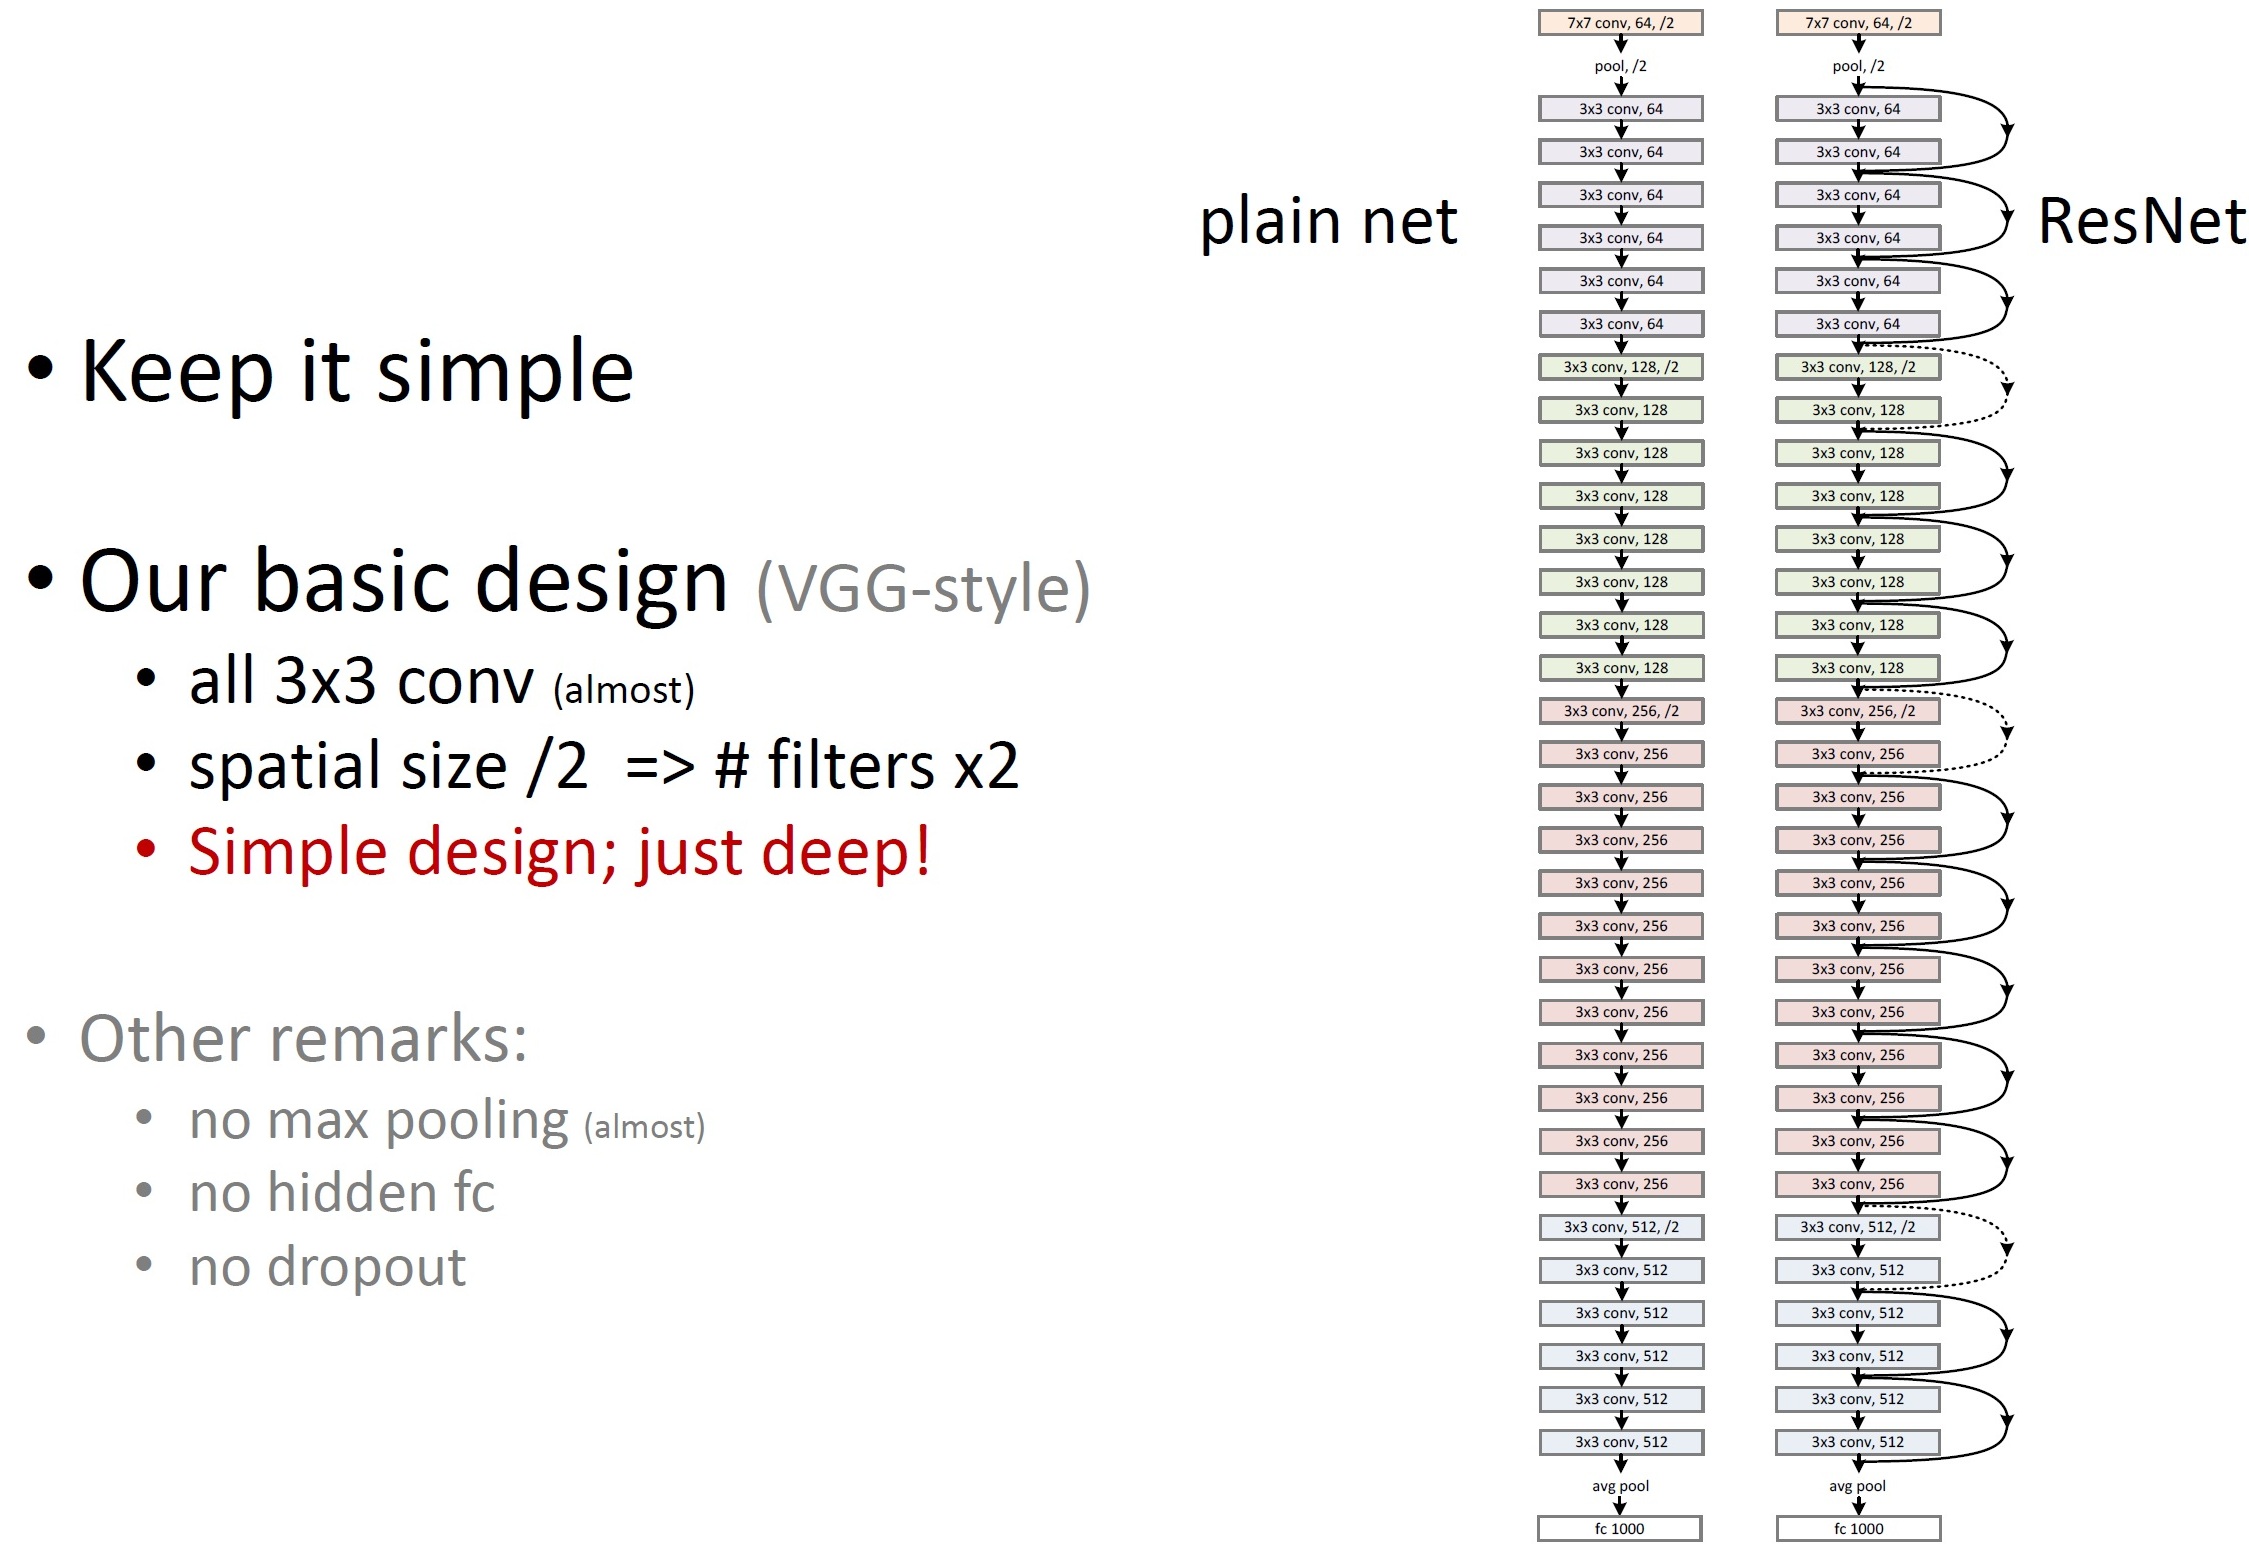 • Keep it simple
• Our basic design (VGG-style)
• all 3x3 conv (almost)
• spatial size /2 => # filters x2
• Simple design; just deep!
• Other remarks:
• no max pooling (almost)
• no hidden fc
• no dropout
plain net
7x7 conv, 64, /2
pool, /2
3x3 conv, 64
3x3 conv, 64
3x3 conv, 64
3x3 conv, 64
3x3 conv, 64
3x3 conv, 64
3x3 conv, 128, /2
3x3 conv, 128
3x3 conv, 128
3x3 conv, 128
3x3 conv, 128
3x3 conv, 128
3x3 conv, 128
3x3 conv, 128
3x3 conv, 256, /2
3x3 conv, 256
3x3 conv, 256
3x3 conv, 256
3x3 conv, 256
3x3 conv, 256
3x3 conv, 256
3x3 conv, 256
3x3 conv, 256
3x3 conv, 256
3x3 conv, 256
3x3 conv, 256
3x3 conv, 512, /2
3x3 conv, 512
3x3 conv, 512
3x3 conv, 512
3x3 conv, 512
3x3 conv, 512
avg pool
fc 1000
7x7 conv, 64, /2
pool, /2
3x3 conv, 64
3x3 conv, 64
3x3 conv, 64
3x3 conv, 64
3x3 conv, 64
3x3 conv, 64
3x3 conv, 128, /2
3x3 conv, 128
3x3 conv, 128
3x3 conv, 128
3x3 conv, 128
3x3 conv, 128
3x3 conv, 128
3x3 conv, 128
3x3 conv, 256, /2
3x3 conv, 256
3x3 conv, 256
3x3 conv, 256
3x3 conv, 256
3x3 conv, 256
3x3 conv, 256
3x3 conv, 256
3x3 conv, 256
3x3 conv, 256
3x3 conv, 256
3x3 conv, 256
3x3 conv, 512, /2
3x3 conv, 512
3x3 conv, 512
3x3 conv, 512
3x3 conv, 512
3x3 conv, 512
avg pool
fc 1000
ResNet